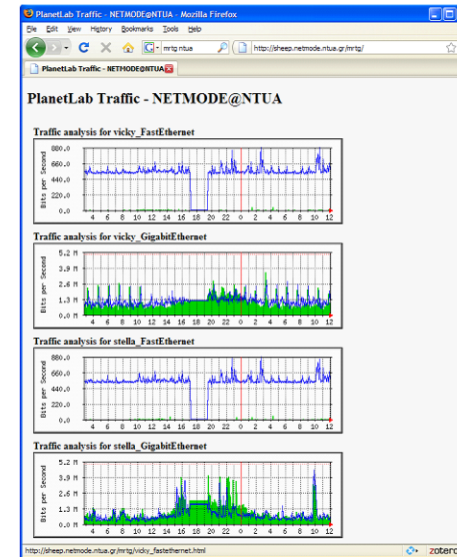 PlanetLab Traffic - NETMODE@NTUA - Mozilla Firefox
File Edit View History Bookmarks Tools Help
mrtg ntua http://sheep.netmode.ntua.gr/mrtg/
PlanetLab Traffic - NETMODE@NTUA
PlanetLab Traffic - NETMODE@NTUA
Traffic analysis for vicky_FastEthernet
Bits per Second
880.0
660.0
440.0
220.0
0.0
4 6 8 10 12 14 16 18 20 22 0 2 4 6 8 10 12
Traffic analysis for vicky_GigabitEthernet
Bits per Second
5.2 M
3.9 M
2.6 M
1.3 M
0.0 M
4 6 8 10 12 14 16 18 20 22 0 2 4 6 8 10 12
Traffic analysis for stella_FastEthernet
Bits per Second
880.0
660.0
440.0
220.0
0.0
4 6 8 10 12 14 16 18 20 22 0 2 4 6 8 10 12
Traffic analysis for stella_GigabitEthernet
Bits per Second
5.2 M
3.9 M
2.6 M
1.3 M
0.0 M
4 6 8 10 12 14 16 18 20 22 0 2 4 6 8 10 12
http://sheep.netmode.ntua.gr/mrtg/vicky_fastethernet.html zotero